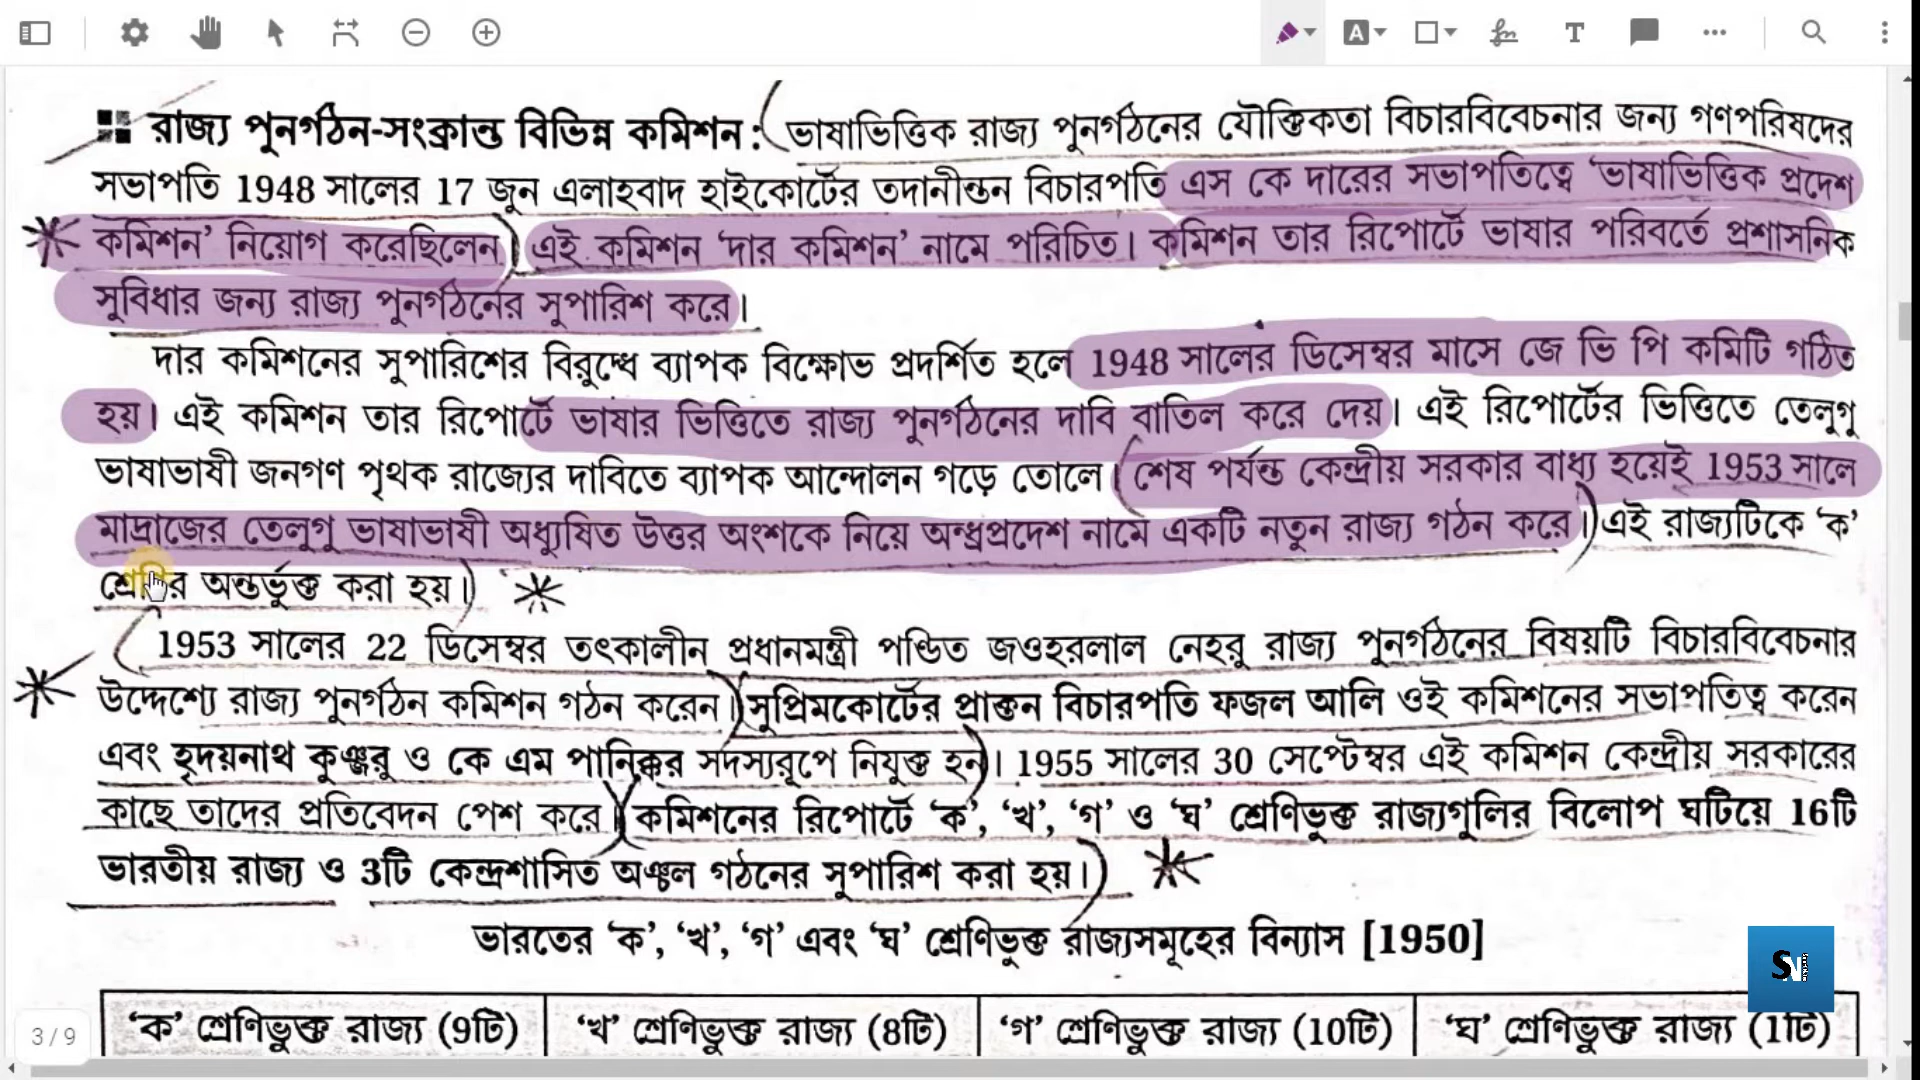 রাজ্য পুনর্গঠন-সংক্রান্ত বিভিন্ন কমিশন : ভাষাভিত্তিক রাজ্য পুনর্গঠনের যৌক্তিকতা বিচারবিবেচনার জন্য গণপরিষদের
সভাপতি 1948 সালের 17 জুন এলাহবাদ হাইকোর্টের তদানীন্তন বিচারপতি এস কে দারের সভাপতিত্বে ‘ভাষাভিত্তিক প্রদেশ
কমিশন’ নিয়োগ করেছিলেন এই কমিশন ‘দার কমিশন’ নামে পরিচিত। কমিশন তার রিপোর্টে ভাষার পরিবর্তে প্রশাসনিক
সুবিধার জন্য রাজ্য পুনর্গঠনের সুপারিশ করে।
দার কমিশনের সুপারিশের বিরুদ্ধে ব্যাপক বিক্ষোভ প্রদর্শিত হলে 1948 সালের ডিসেম্বর মাসে জে ভি পি কমিটি গঠিত
হয়। এই কমিশন তার রিপোর্টে ভাষার ভিত্তিতে রাজ্য পুনর্গঠনের দাবি বাতিল করে দেয়। এই রিপোর্টের ভিত্তিতে তেলুগু
ভাষাভাষী জনগণ পৃথক রাজ্যের দাবিতে ব্যাপক আন্দোলন গড়ে তোলে। শেষ পর্যন্ত কেন্দ্রীয় সরকার বাধ্য হয়েই 1953 সালে
মাদ্রাজের তেলুগু ভাষাভাষী অধ্যুষিত উত্তর অংশকে নিয়ে অন্ধ্রপ্রদেশ নামে একটি নতুন রাজ্য গঠন করে। এই রাজ্যটিকে ‘ক’
শ্রেণির অন্তর্ভুক্ত করা হয়।
1953 সালের 22 ডিসেম্বর তৎকালীন প্রধানমন্ত্রী পণ্ডিত জওহরলাল নেহরু রাজ্য পুনর্গঠনের বিষয়টি বিচারবিবেচনার
উদ্দেশ্যে রাজ্য পুনর্গঠন কমিশন গঠন করেন। সুপ্রিমকোর্টের প্রাক্তন বিচারপতি ফজল আলি ওই কমিশনের সভাপতিত্ব করেন
এবং হৃদয়নাথ কুঞ্জরু ও কে এম পানিক্কর সদস্যরূপে নিযুক্ত হন। 1955 সালের 30 সেপ্টেম্বর এই কমিশন কেন্দ্রীয় সরকারের
কাছে তাদের প্রতিবেদন পেশ করে। কমিশনের রিপোর্টে ‘ক’, ‘খ’, ‘গ’ ও ‘ঘ’ শ্রেণিভুক্ত রাজ্যগুলির বিলোপ ঘটিয়ে 16টি
ভারতীয় রাজ্য ও 3টি কেন্দ্রশাসিত অঞ্চল গঠনের সুপারিশ করা হয়।
ভারতের ‘ক’, ‘খ’, ‘গ’ এবং ‘ঘ’ শ্রেণিভুক্ত রাজ্যসমূহের বিন্যাস [1950]
‘ক’ শ্রেণিভুক্ত রাজ্য (9টি) ‘খ’ শ্রেণিভুক্ত রাজ্য (8টি) ‘গ’ শ্রেণিভুক্ত রাজ্য (10টি) ‘ঘ’ শ্রেণিভুক্ত রাজ্য (1টি)
3 / 9